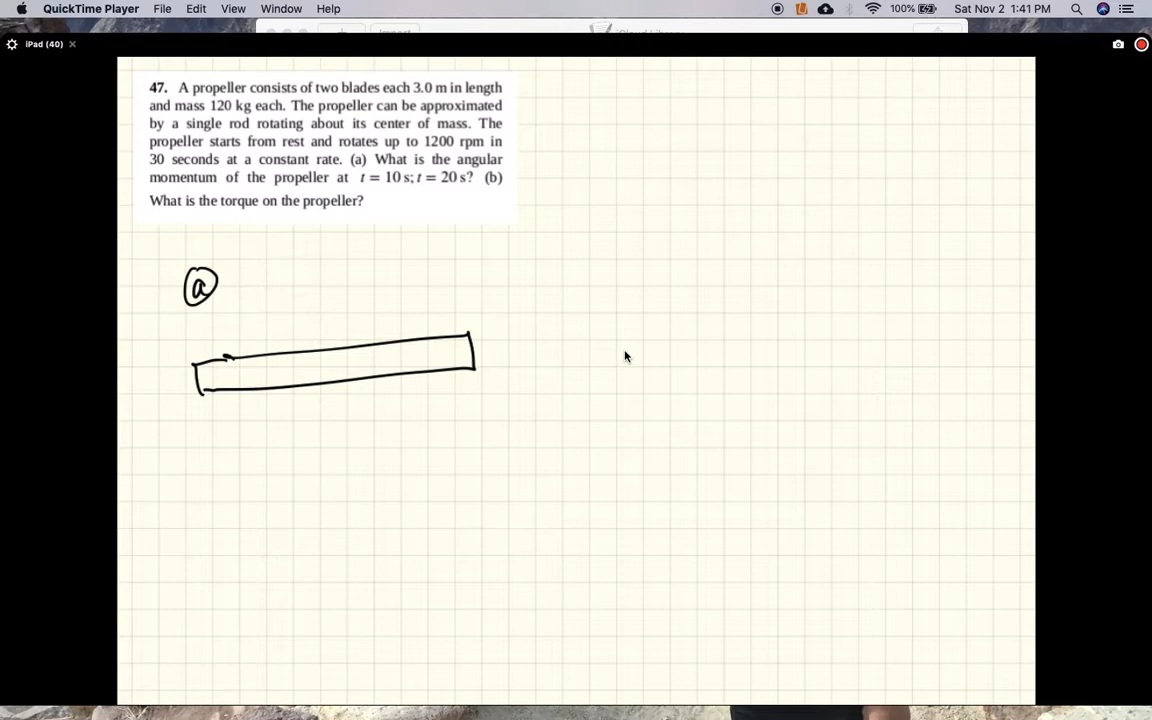 QuickTime Player File Edit View Window Help 100% Sat Nov 2 1:41 PM
iPad (40)
47. A propeller consists of two blades each 3.0 m in length
and mass 120 kg each. The propeller can be approximated
by a single rod rotating about its center of mass. The
propeller starts from rest and rotates up to 1200 rpm in
30 seconds at a constant rate. (a) What is the angular
momentum of the propeller at t = 10 s; t = 20 s? (b)
What is the torque on the propeller?
a